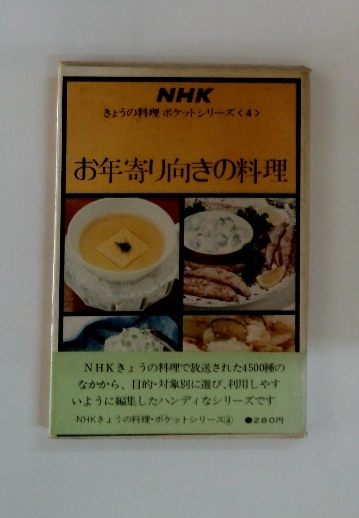 NHK
きょうの料理 ポケットシリーズ〈4〉
お年寄り向きの料理
NHKきょうの料理で放送された4500種の
なかから、目的・対象別に選び、利用しやす
いように編集したハンディなシリーズです
NHKきょうの料理・ポケットシリーズ④ ●280円